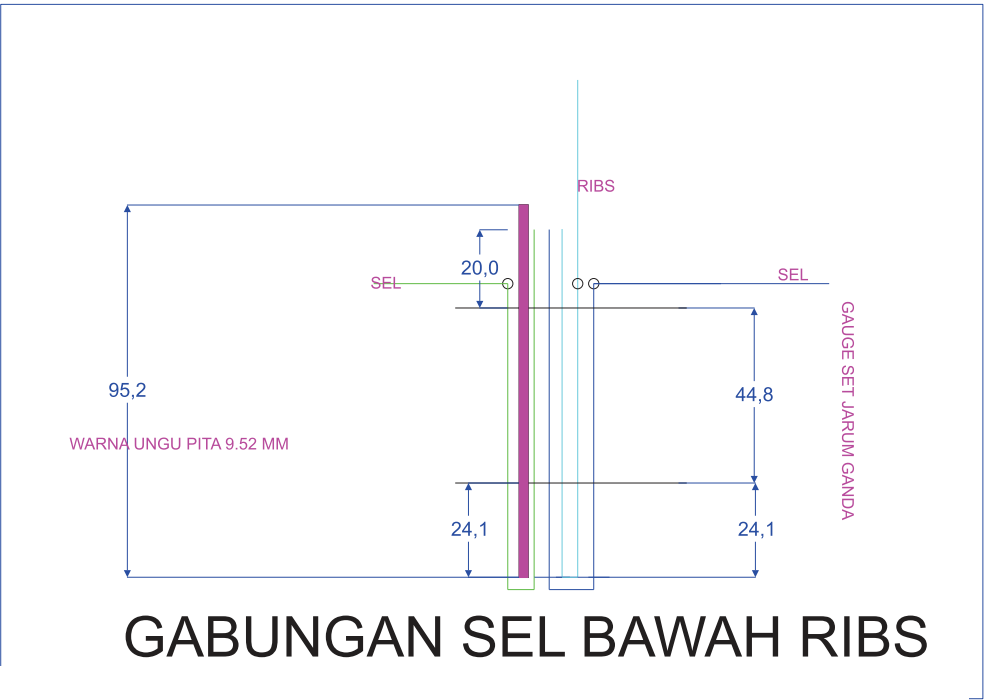 RIBS
20,0
SEL
SEL
95,2
44,8
GAUGE SET JARUM GANDA
WARNA UNGU PITA 9.52 MM
24,1
24,1
GABUNGAN SEL BAWAH RIBS